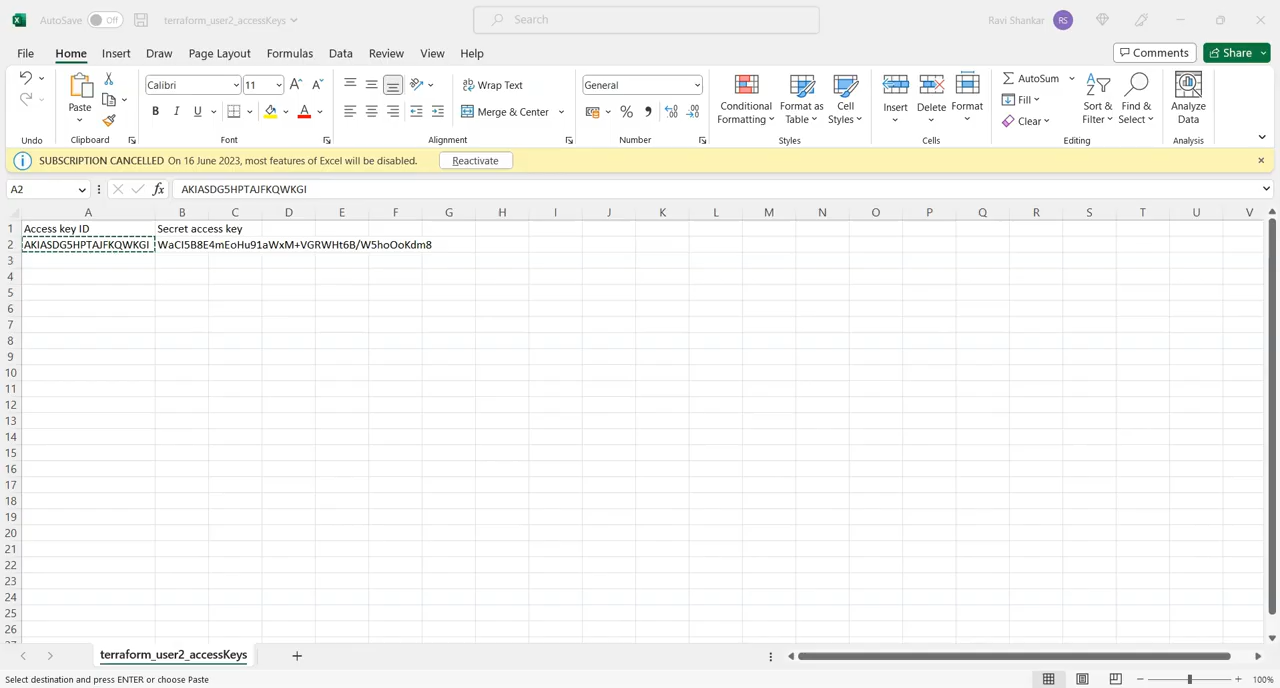 AutoSave Off terraform_user2_accessKeys Search Ravi Shankar RS
File Home Insert Draw Page Layout Formulas Data Review View Help Comments Share
Paste Calibri 11 Wrap Text General Conditional Formatting Format as Table Cell Styles Insert Delete Format AutoSum Fill Clear Sort & Filter Find & Select Analyze Data
B I U A Merge & Center % ,
Undo Clipboard Font Alignment Number Styles Cells Editing Analysis
SUBSCRIPTION CANCELLED On 16 June 2023, most features of Excel will be disabled. Reactivate
A2 fx AKIASDG5HPTAJFKQWKGI
A B C D E F G H I J K L M N O P Q R S T U V
1 Access key ID Secret access key
2 AKIASDG5HPTAJFKQWKGI
3
4
5
6
7
8
9
10
11
12
13
14
15
16
17
18
19
20
21
22
23
24
25
26
terraform_user2_accessKeys
Select destination and press ENTER or choose Paste 100%